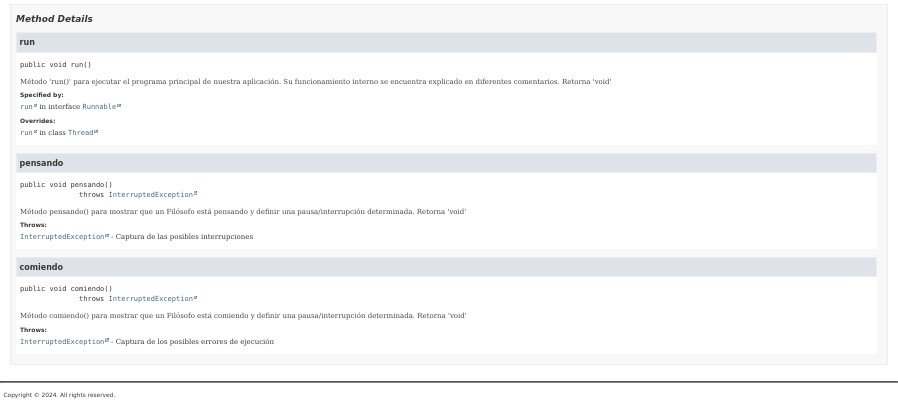 Method Details
run
public void run()
Método 'run()' para ejecutar el programa principal de nuestra aplicación. Su funcionamiento interno se encuentra explicado en diferentes comentarios. Retorna 'void'
Specified by:
run in interface Runnable
Overrides:
run in class Thread
pensando
public void pensando()
throws InterruptedException
Método pensando() para mostrar que un Filósofo está pensando y definir una pausa/interrupción determinada. Retorna 'void'
Throws:
InterruptedException - Captura de las posibles interrupciones
comiendo
public void comiendo()
throws InterruptedException
Método comiendo() para mostrar que un Filósofo está comiendo y definir una pausa/interrupción determinada. Retorna 'void'
Throws:
InterruptedException - Captura de los posibles errores de ejecución
Copyright © 2024. All rights reserved.